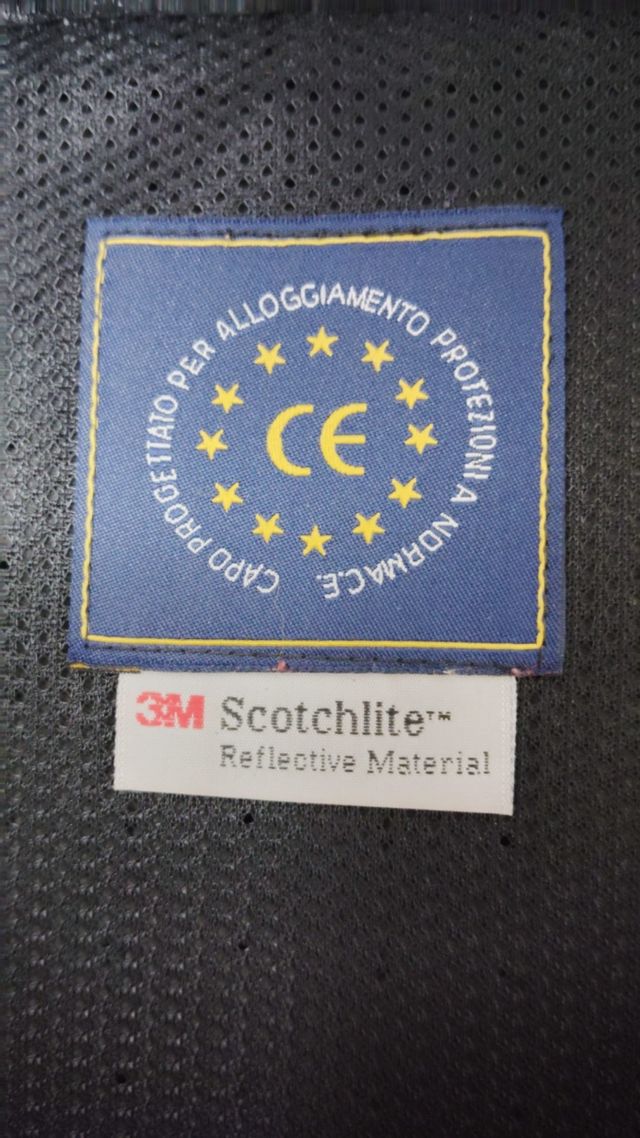 CAPO PROGETTATO PER ALLOGGIAMENTO PROTEZIONI A NORMA C.E.
CE
3M Scotchlite™
Reflective Material